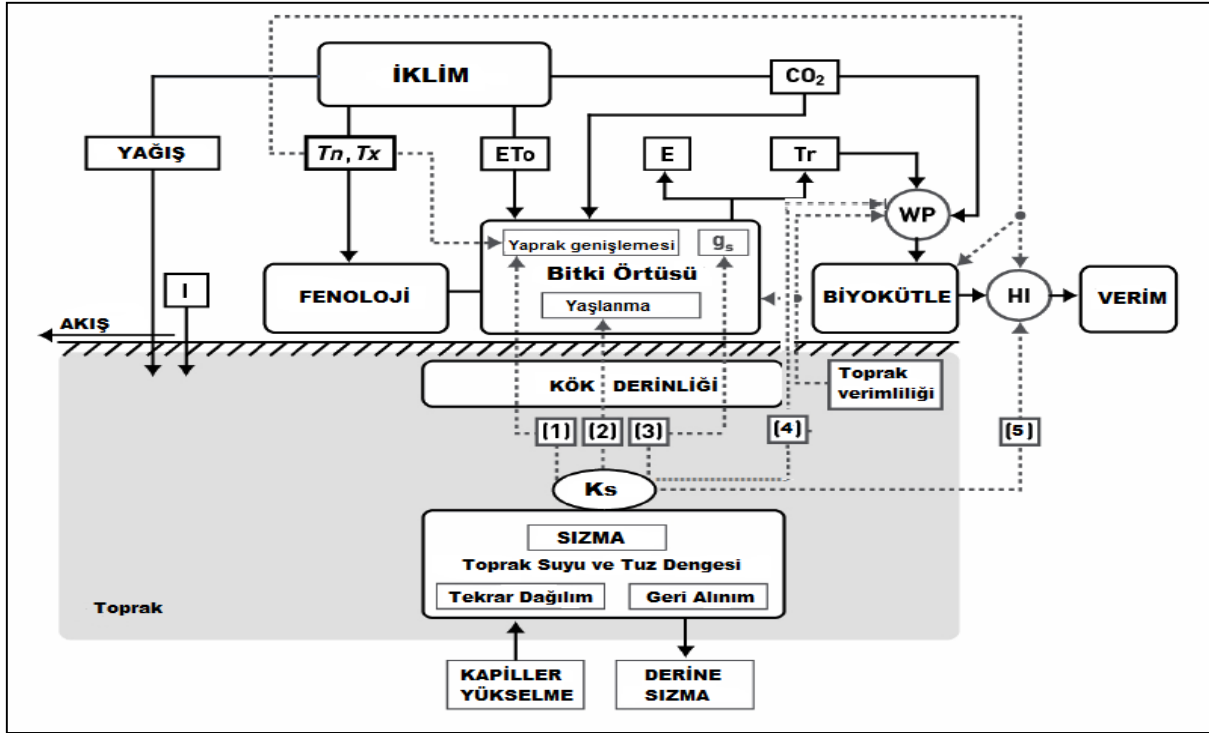 İKLİM
CO₂
YAĞIŞ
Tn, Tx
ETo
E
Tr
WP
Yaprak genişlemesi
gs
Bitki Örtüsü
Yaşlanma
I
FENOLOJİ
BİYOKÜTLE
HI
VERİM
AKIŞ
KÖK DERİNLİĞİ
Toprak
verimliliği
(1)
(2)
(3)
(4)
(5)
Ks
SIZMA
Toprak Suyu ve Tuz Dengesi
Tekrar Dağılım
Geri Alınım
Toprak
KAPİLLER
YÜKSELME
DERİNE
SIZMA